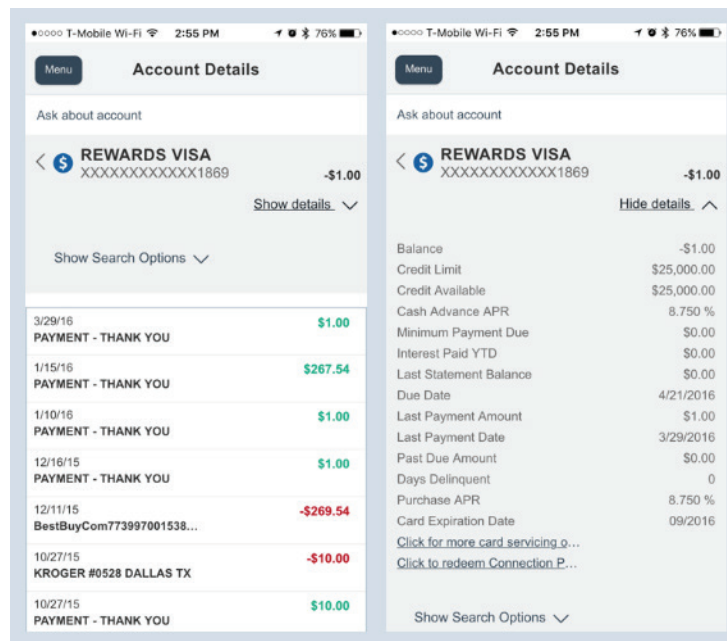 T-Mobile Wi-Fi 2:55 PM 76%
Menu Account Details
Ask about account
REWARDS VISA
XXXXXXXXXXXX1869 -$1.00
Show details
Show Search Options
3/29/16 $1.00
PAYMENT - THANK YOU
1/15/16 $267.54
PAYMENT - THANK YOU
1/10/16 $1.00
PAYMENT - THANK YOU
12/16/15 $1.00
PAYMENT - THANK YOU
12/11/15 -$269.54
BestBuyCom773997001538...
10/27/15 -$10.00
KROGER #0528 DALLAS TX
10/27/15 $10.00
PAYMENT - THANK YOU
T-Mobile Wi-Fi 2:55 PM 76%
Menu Account Details
Ask about account
REWARDS VISA
XXXXXXXXXXXX1869 -$1.00
Hide details
Balance -$1.00
Credit Limit $25,000.00
Credit Available $25,000.00
Cash Advance APR 8.750 %
Minimum Payment Due $0.00
Interest Paid YTD $0.00
Last Statement Balance $0.00
Due Date 4/21/2016
Last Payment Amount $1.00
Last Payment Date 3/29/2016
Past Due Amount $0.00
Days Delinquent 0
Purchase APR 8.750 %
Card Expiration Date 09/2016
Click for more card servicing o...
Click to redeem Connection P...
Show Search Options